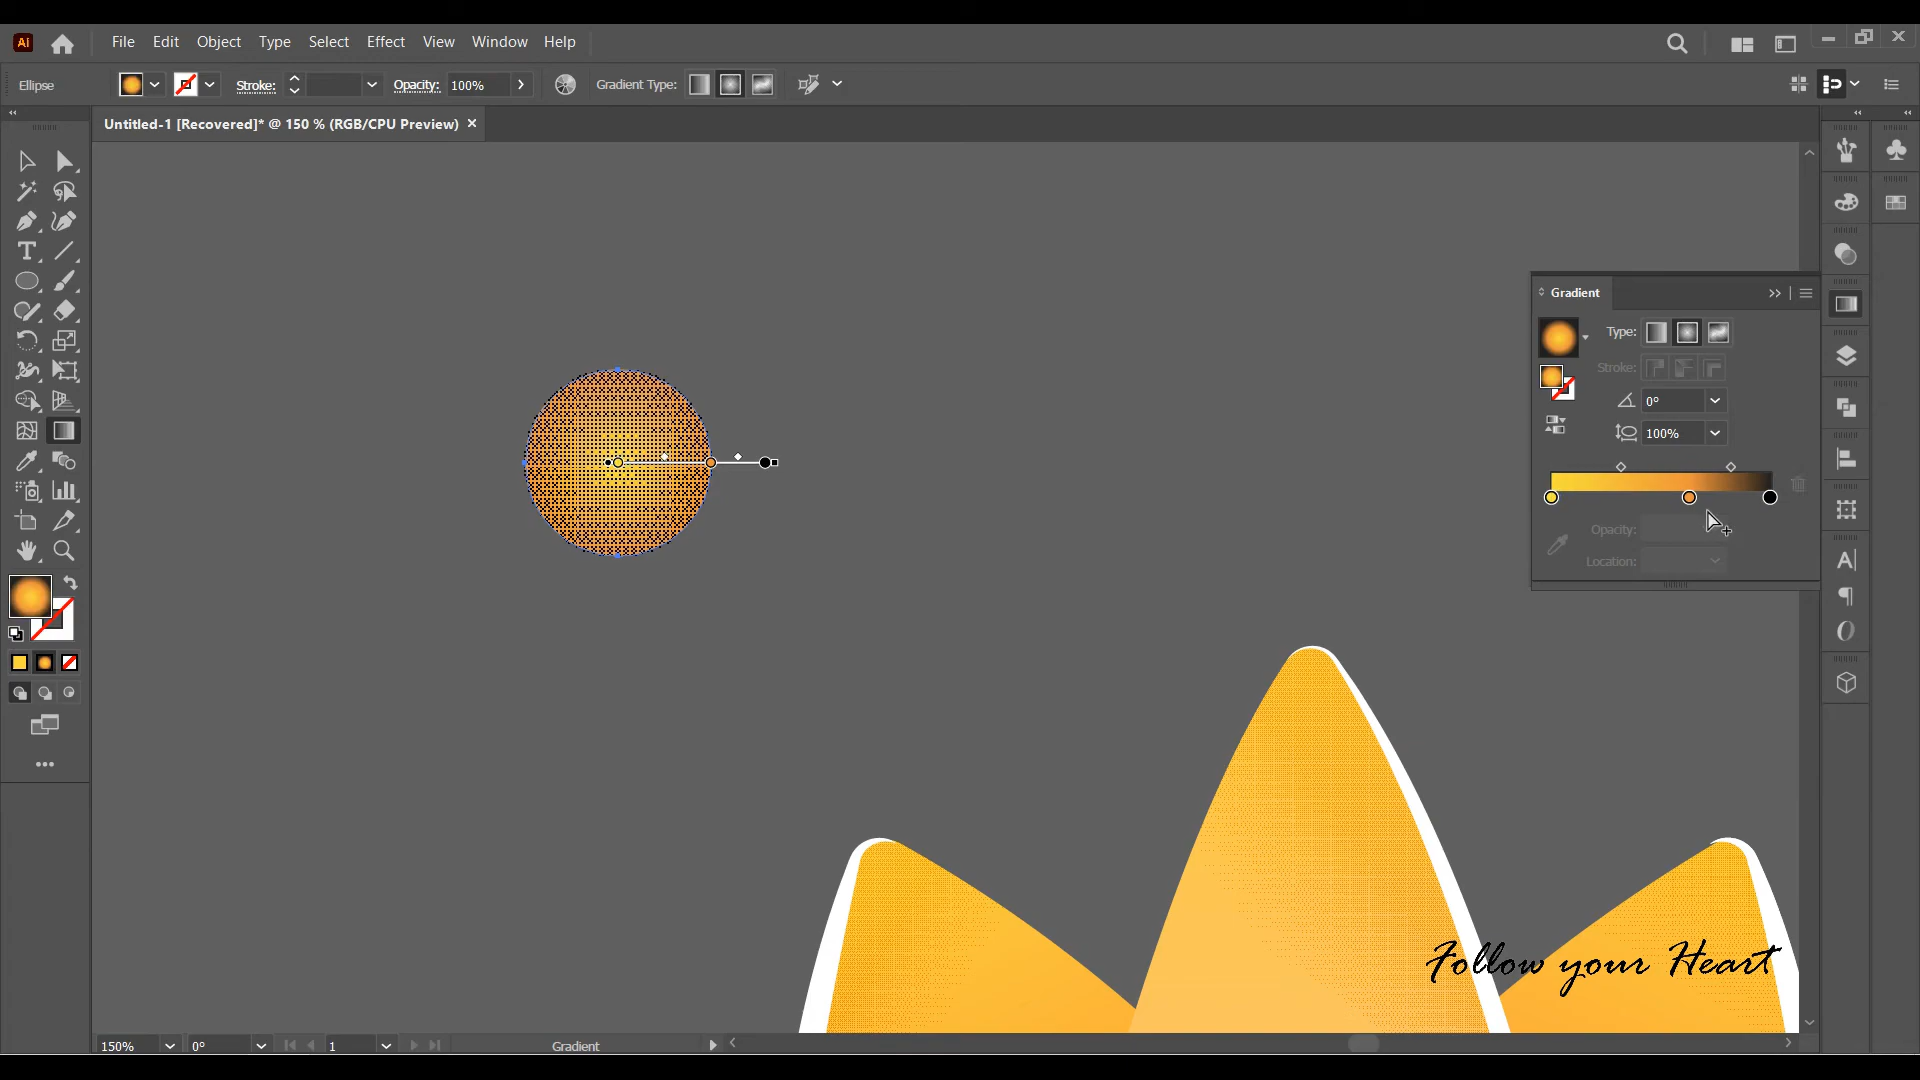 Ai File Edit Object Type Select Effect View Window Help
Ellipse Stroke: Opacity: 100% Gradient Type:
Untitled-1 [Recovered]* @ 150 % (RGB/CPU Preview)
Gradient
Type:
Stroke:
0°
100%
Opacity:
Location:
Follow your Heart
150% 0° 1 Gradient